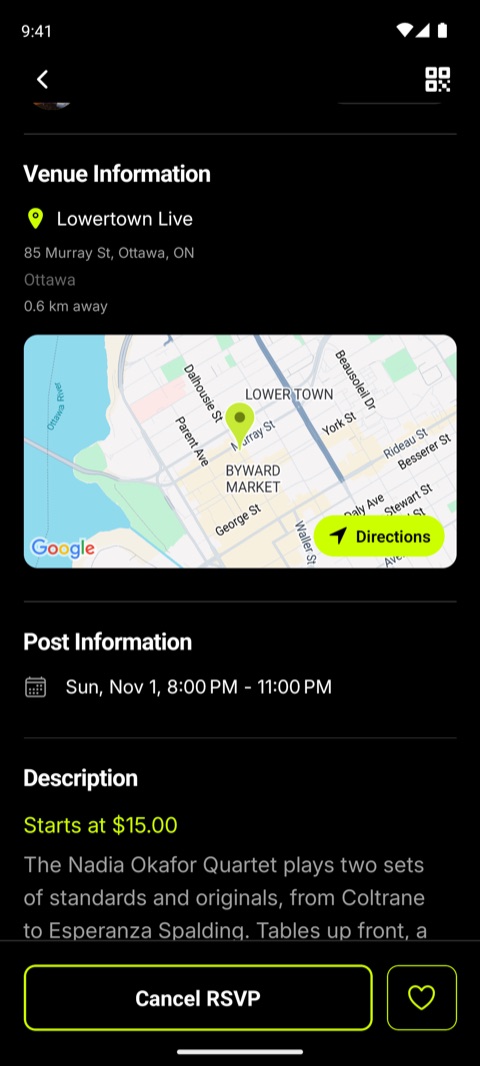 9:41
Venue Information
Lowertown Live
85 Murray St, Ottawa, ON
Ottawa
0.6 km away
Ottawa River
Dalhousie St
Parent Ave
LOWER TOWN
Beausoleil Dr
Murray St
York St
Rideau St
Besserer St
BYWARD
MARKET
George St
Waller St
Daly Ave
Stewart St
Ave
Google
Directions
Post Information
Sun, Nov 1, 8:00 PM - 11:00 PM
Description
Starts at $15.00
The Nadia Okafor Quartet plays two sets
of standards and originals, from Coltrane
to Esperanza Spalding. Tables up front, a
Cancel RSVP